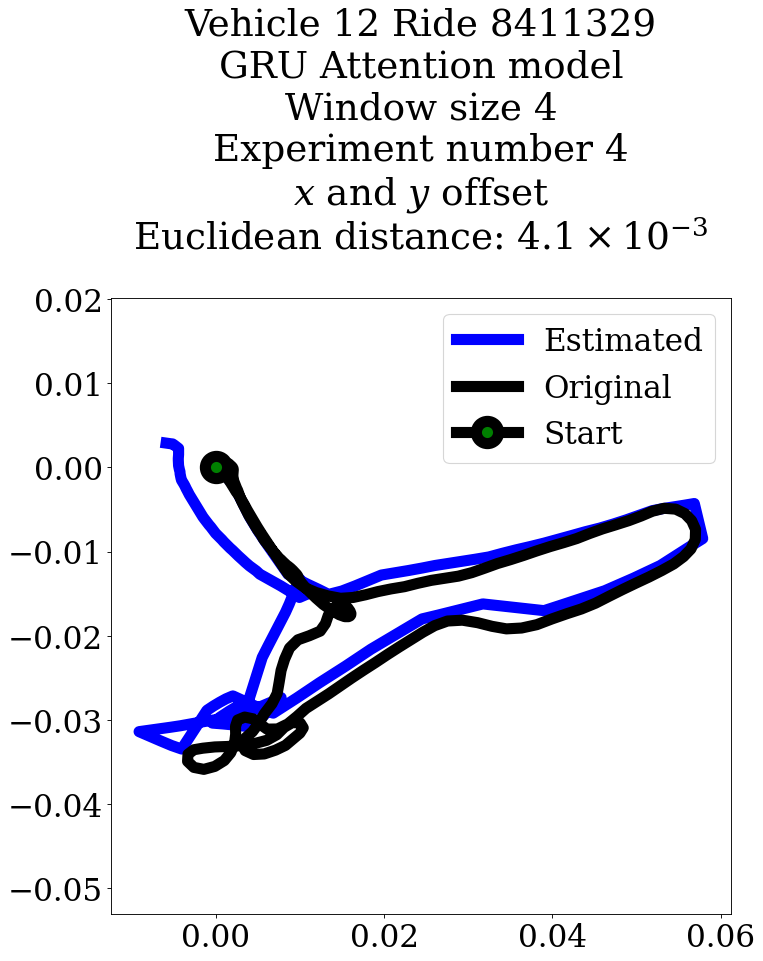 Vehicle 12 Ride 8411329
GRU Attention model
Window size 4
Experiment number 4
x and y offset
Euclidean distance: 4.1 × 10⁻³
Estimated
Original
Start
0.02
0.01
0.00
−0.01
−0.02
−0.03
−0.04
−0.05
0.00 0.02 0.04 0.06